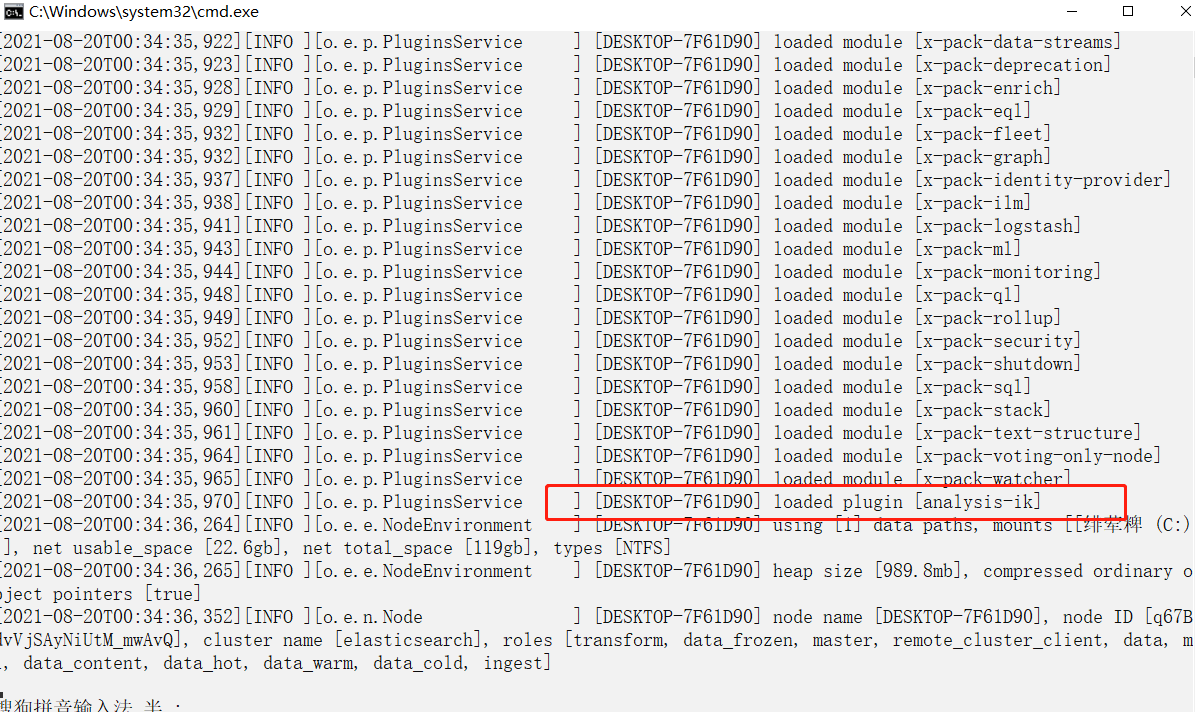 C:\Windows\system32\cmd.exe
[2021-08-20T00:34:35,922][INFO ][o.e.p.PluginsService     ] [DESKTOP-7F61D90] loaded module [x-pack-data-streams]
[2021-08-20T00:34:35,923][INFO ][o.e.p.PluginsService     ] [DESKTOP-7F61D90] loaded module [x-pack-deprecation]
[2021-08-20T00:34:35,928][INFO ][o.e.p.PluginsService     ] [DESKTOP-7F61D90] loaded module [x-pack-enrich]
[2021-08-20T00:34:35,929][INFO ][o.e.p.PluginsService     ] [DESKTOP-7F61D90] loaded module [x-pack-eql]
[2021-08-20T00:34:35,932][INFO ][o.e.p.PluginsService     ] [DESKTOP-7F61D90] loaded module [x-pack-fleet]
[2021-08-20T00:34:35,932][INFO ][o.e.p.PluginsService     ] [DESKTOP-7F61D90] loaded module [x-pack-graph]
[2021-08-20T00:34:35,937][INFO ][o.e.p.PluginsService     ] [DESKTOP-7F61D90] loaded module [x-pack-identity-provider]
[2021-08-20T00:34:35,938][INFO ][o.e.p.PluginsService     ] [DESKTOP-7F61D90] loaded module [x-pack-ilm]
[2021-08-20T00:34:35,941][INFO ][o.e.p.PluginsService     ] [DESKTOP-7F61D90] loaded module [x-pack-logstash]
[2021-08-20T00:34:35,943][INFO ][o.e.p.PluginsService     ] [DESKTOP-7F61D90] loaded module [x-pack-ml]
[2021-08-20T00:34:35,944][INFO ][o.e.p.PluginsService     ] [DESKTOP-7F61D90] loaded module [x-pack-monitoring]
[2021-08-20T00:34:35,948][INFO ][o.e.p.PluginsService     ] [DESKTOP-7F61D90] loaded module [x-pack-ql]
[2021-08-20T00:34:35,949][INFO ][o.e.p.PluginsService     ] [DESKTOP-7F61D90] loaded module [x-pack-rollup]
[2021-08-20T00:34:35,952][INFO ][o.e.p.PluginsService     ] [DESKTOP-7F61D90] loaded module [x-pack-security]
[2021-08-20T00:34:35,953][INFO ][o.e.p.PluginsService     ] [DESKTOP-7F61D90] loaded module [x-pack-shutdown]
[2021-08-20T00:34:35,958][INFO ][o.e.p.PluginsService     ] [DESKTOP-7F61D90] loaded module [x-pack-sql]
[2021-08-20T00:34:35,960][INFO ][o.e.p.PluginsService     ] [DESKTOP-7F61D90] loaded module [x-pack-stack]
[2021-08-20T00:34:35,961][INFO ][o.e.p.PluginsService     ] [DESKTOP-7F61D90] loaded module [x-pack-text-structure]
[2021-08-20T00:34:35,964][INFO ][o.e.p.PluginsService     ] [DESKTOP-7F61D90] loaded module [x-pack-voting-only-node]
[2021-08-20T00:34:35,965][INFO ][o.e.p.PluginsService     ] [DESKTOP-7F61D90] loaded module [x-pack-watcher]
[2021-08-20T00:34:35,970][INFO ][o.e.p.PluginsService     ] [DESKTOP-7F61D90] loaded plugin [analysis-ik]
[2021-08-20T00:34:36,264][INFO ][o.e.e.NodeEnvironment    ] [DESKTOP-7F61D90] using [1] data paths, mounts [[绯荤粺 (C:)
]], net usable_space [22.6gb], net total_space [119gb], types [NTFS]
[2021-08-20T00:34:36,265][INFO ][o.e.e.NodeEnvironment    ] [DESKTOP-7F61D90] heap size [989.8mb], compressed ordinary o
bject pointers [true]
[2021-08-20T00:34:36,352][INFO ][o.e.n.Node               ] [DESKTOP-7F61D90] node name [DESKTOP-7F61D90], node ID [q67B
dvVjSAyNiUtM_mwAvQ], cluster name [elasticsearch], roles [transform, data_frozen, master, remote_cluster_client, data, m
l, data_content, data_hot, data_warm, data_cold, ingest]
搜狗拼音输入法 半 :